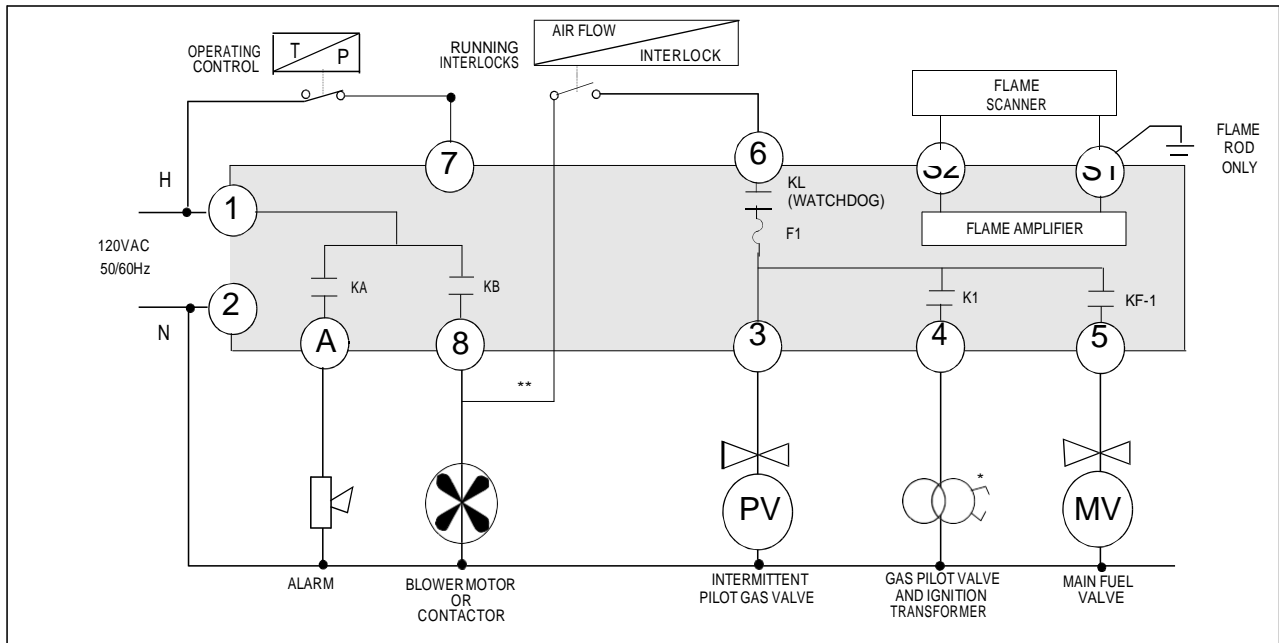 OPERATING
CONTROL
T
P
RUNNING
INTERLOCKS
AIR FLOW
INTERLOCK
FLAME
SCANNER
FLAME
ROD
ONLY
7
6
S2
S1
H
1
KL
(WATCHDOG)
F1
FLAME AMPLIFIER
120VAC
50/60Hz
2
N
KA
KB
K1
KF-1
A
8
3
4
5
**
*
PV
MV
ALARM
BLOWER MOTOR
OR
CONTACTOR
INTERMITTENT
PILOT GAS VALVE
GAS PILOT VALVE
AND IGNITION
TRANSFORMER
MAIN FUEL
VALVE